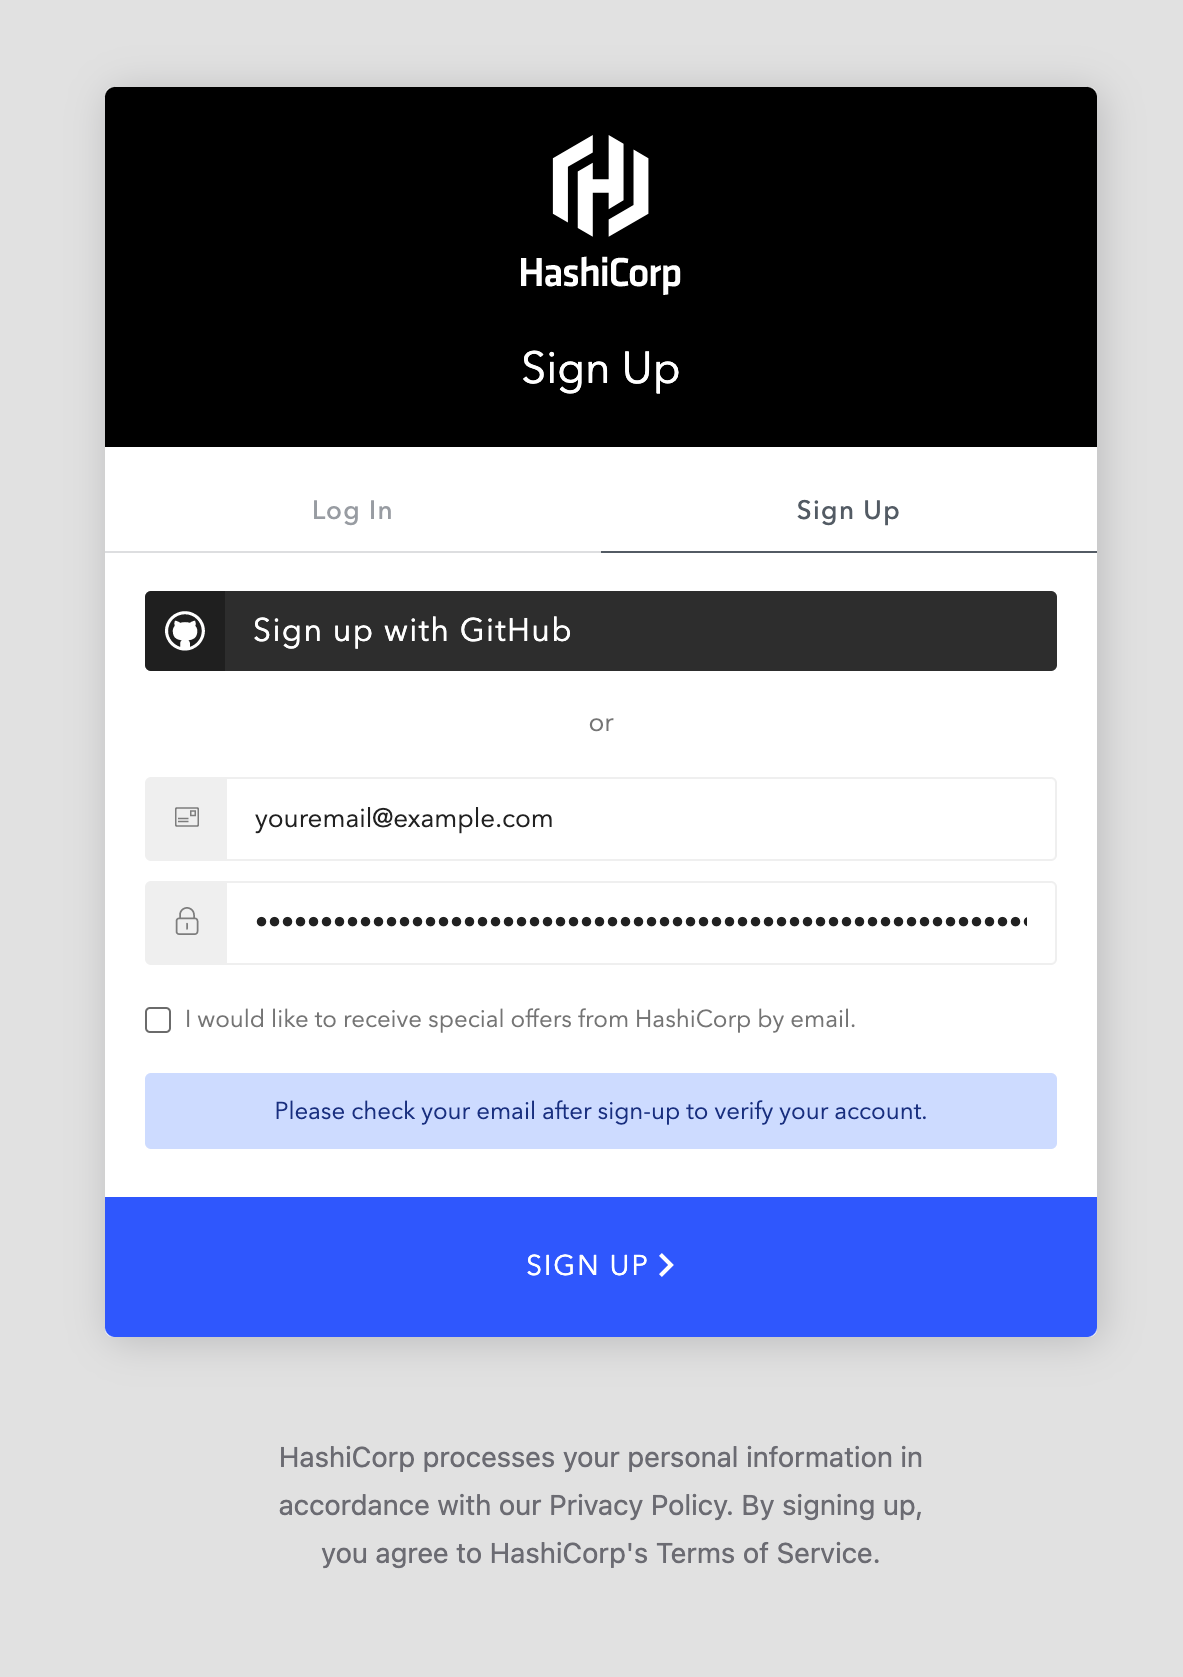 HashiCorp
Sign Up
Log In
Sign Up
Sign up with GitHub
or
youremail@example.com
I would like to receive special offers from HashiCorp by email.
Please check your email after sign-up to verify your account.
SIGN UP
HashiCorp processes your personal information in
accordance with our Privacy Policy. By signing up,
you agree to HashiCorp's Terms of Service.